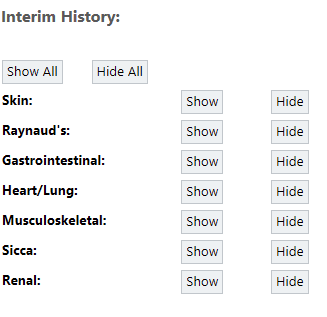 Interim History:
Show All Hide All
Skin: Show Hide
Raynaud's: Show Hide
Gastrointestinal: Show Hide
Heart/Lung: Show Hide
Musculoskeletal: Show Hide
Sicca: Show Hide
Renal: Show Hide